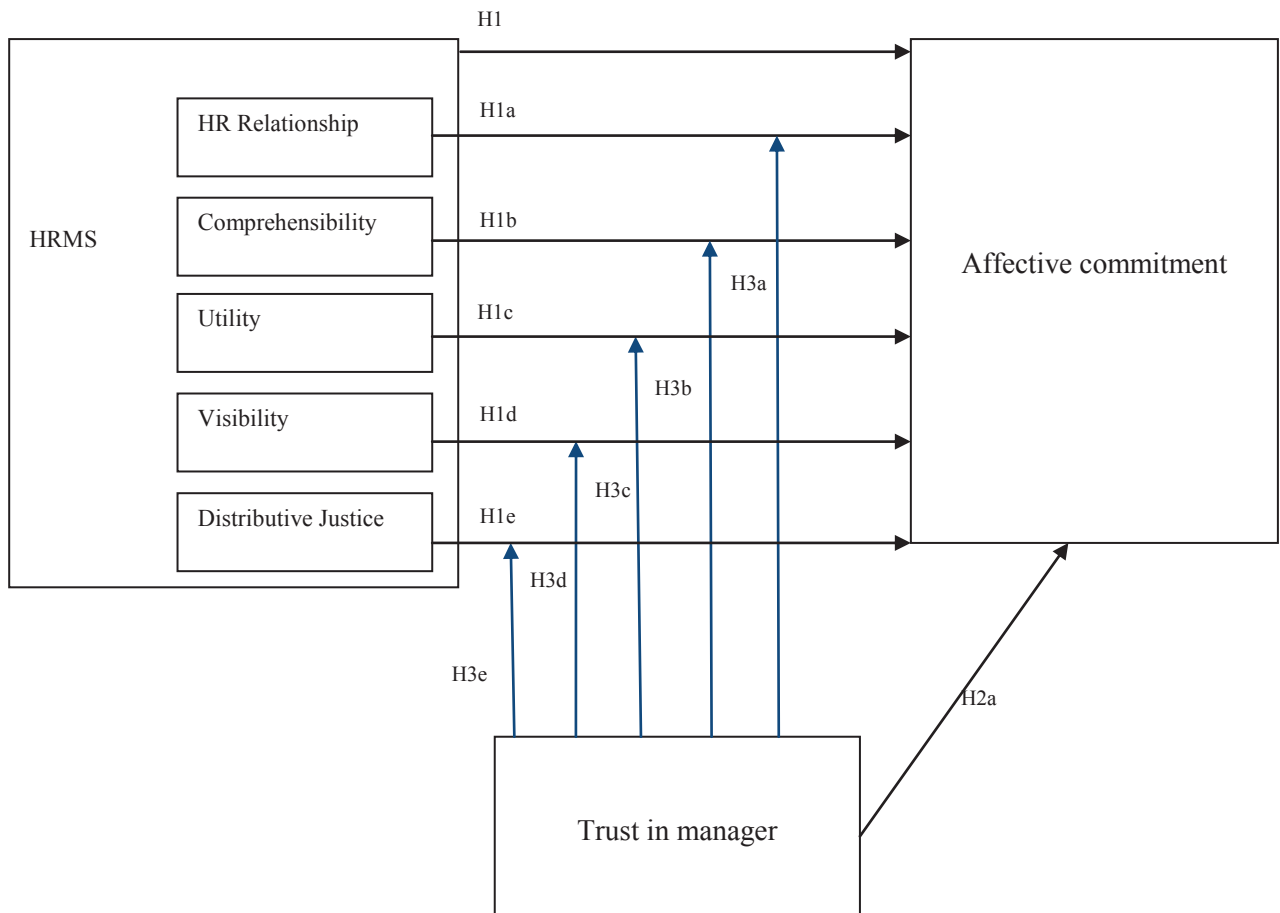 H1
HR Relationship
H1a
Comprehensibility
H1b
HRMS
Affective commitment
H3a
Utility
H1c
H3b
Visibility
H1d
H3c
Distributive Justice
H1e
H3d
H3e
H2a
Trust in manager